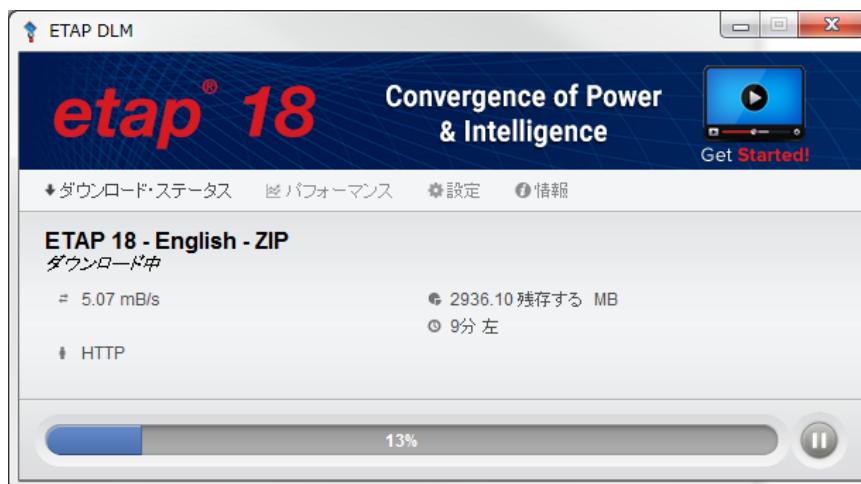 ETAP DLM
etap® 18
Convergence of Power
& Intelligence
Get Started!
ダウンロード・ステータス パフォーマンス 設定 情報
ETAP 18 - English - ZIP
ダウンロード中
5.07 mB/s
2936.10 残存する MB
9分 左
HTTP
13%